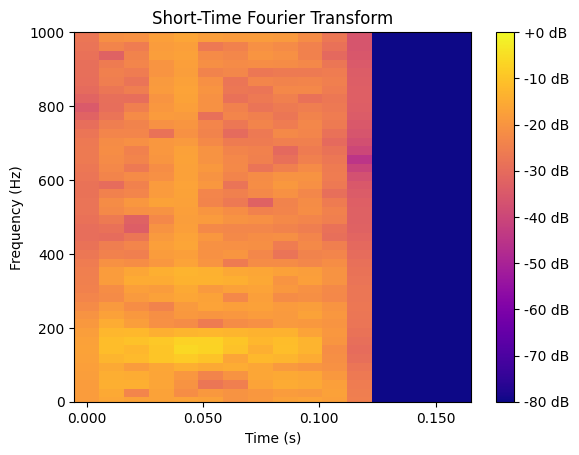 Short-Time Fourier Transform
1000
800
600
400
200
0
Frequency (Hz)
0.000
0.050
0.100
0.150
Time (s)
+0 dB
-10 dB
-20 dB
-30 dB
-40 dB
-50 dB
-60 dB
-70 dB
-80 dB